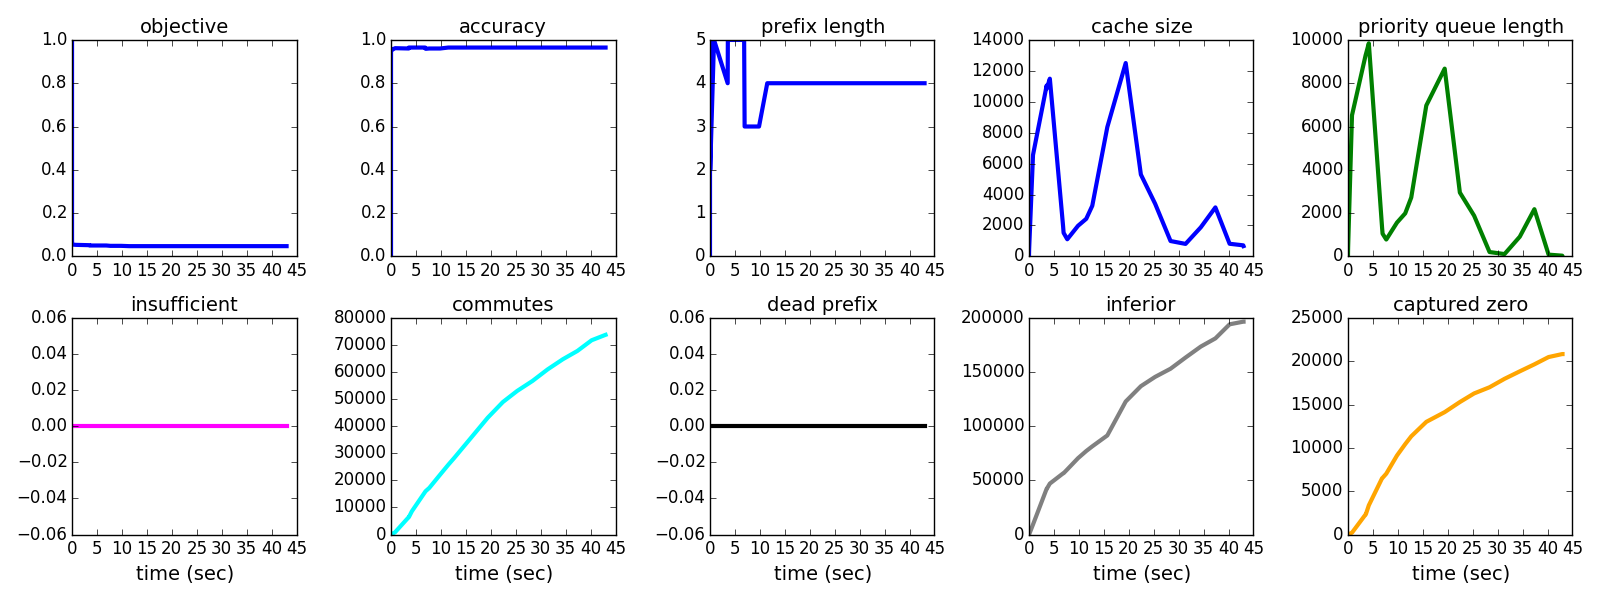 objective
1.0
0.8
0.6
0.4
0.2
0.0
0 5 10 15 20 25 30 35 40 45
accuracy
1.0
0.8
0.6
0.4
0.2
0.0
0 5 10 15 20 25 30 35 40 45
prefix length
5
4
3
2
1
0
0 5 10 15 20 25 30 35 40 45
cache size
14000
12000
10000
8000
6000
4000
2000
0
0 5 10 15 20 25 30 35 40 45
priority queue length
10000
8000
6000
4000
2000
0
0 5 10 15 20 25 30 35 40 45
insufficient
0.06
0.04
0.02
0.00
−0.02
−0.04
−0.06
0 5 10 15 20 25 30 35 40 45
time (sec)
commutes
80000
70000
60000
50000
40000
30000
20000
10000
0
0 5 10 15 20 25 30 35 40 45
time (sec)
dead prefix
0.06
0.04
0.02
0.00
−0.02
−0.04
−0.06
0 5 10 15 20 25 30 35 40 45
time (sec)
inferior
200000
150000
100000
50000
0
0 5 10 15 20 25 30 35 40 45
time (sec)
captured zero
25000
20000
15000
10000
5000
0
0 5 10 15 20 25 30 35 40 45
time (sec)